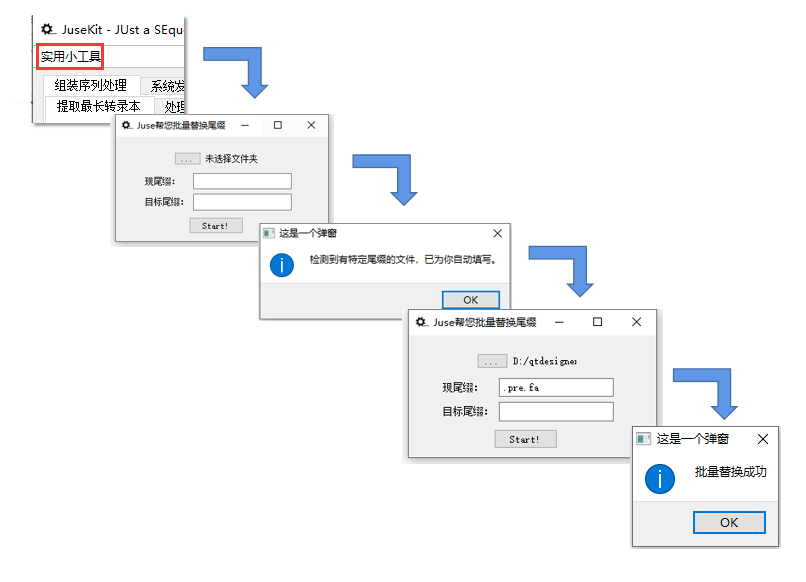 JuseKit - JUst a SEqu
实用小工具
组装序列处理
系统发
提取最长转录本
处理
Juse帮您批量替换尾缀
...
未选择文件夹
现尾缀：
目标尾缀：
Start!
这是一个弹窗
检测到有特定尾缀的文件，已为你自动填写。
OK
Juse帮您批量替换尾缀
...
D:/qtdesigner
现尾缀：
.pre.fa
目标尾缀：
Start!
这是一个弹窗
批量替换成功
OK